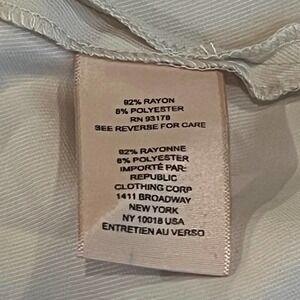 92% RAYON
8% POLYESTER
RN 93178
SEE REVERSE FOR CARE
92% RAYONNE
8% POLYESTER
IMPORTÉ PAR:
REPUBLIC
CLOTHING CORP
1411 BROADWAY
NEW YORK
NY 10018 USA
ENTRETIEN AU VERSO